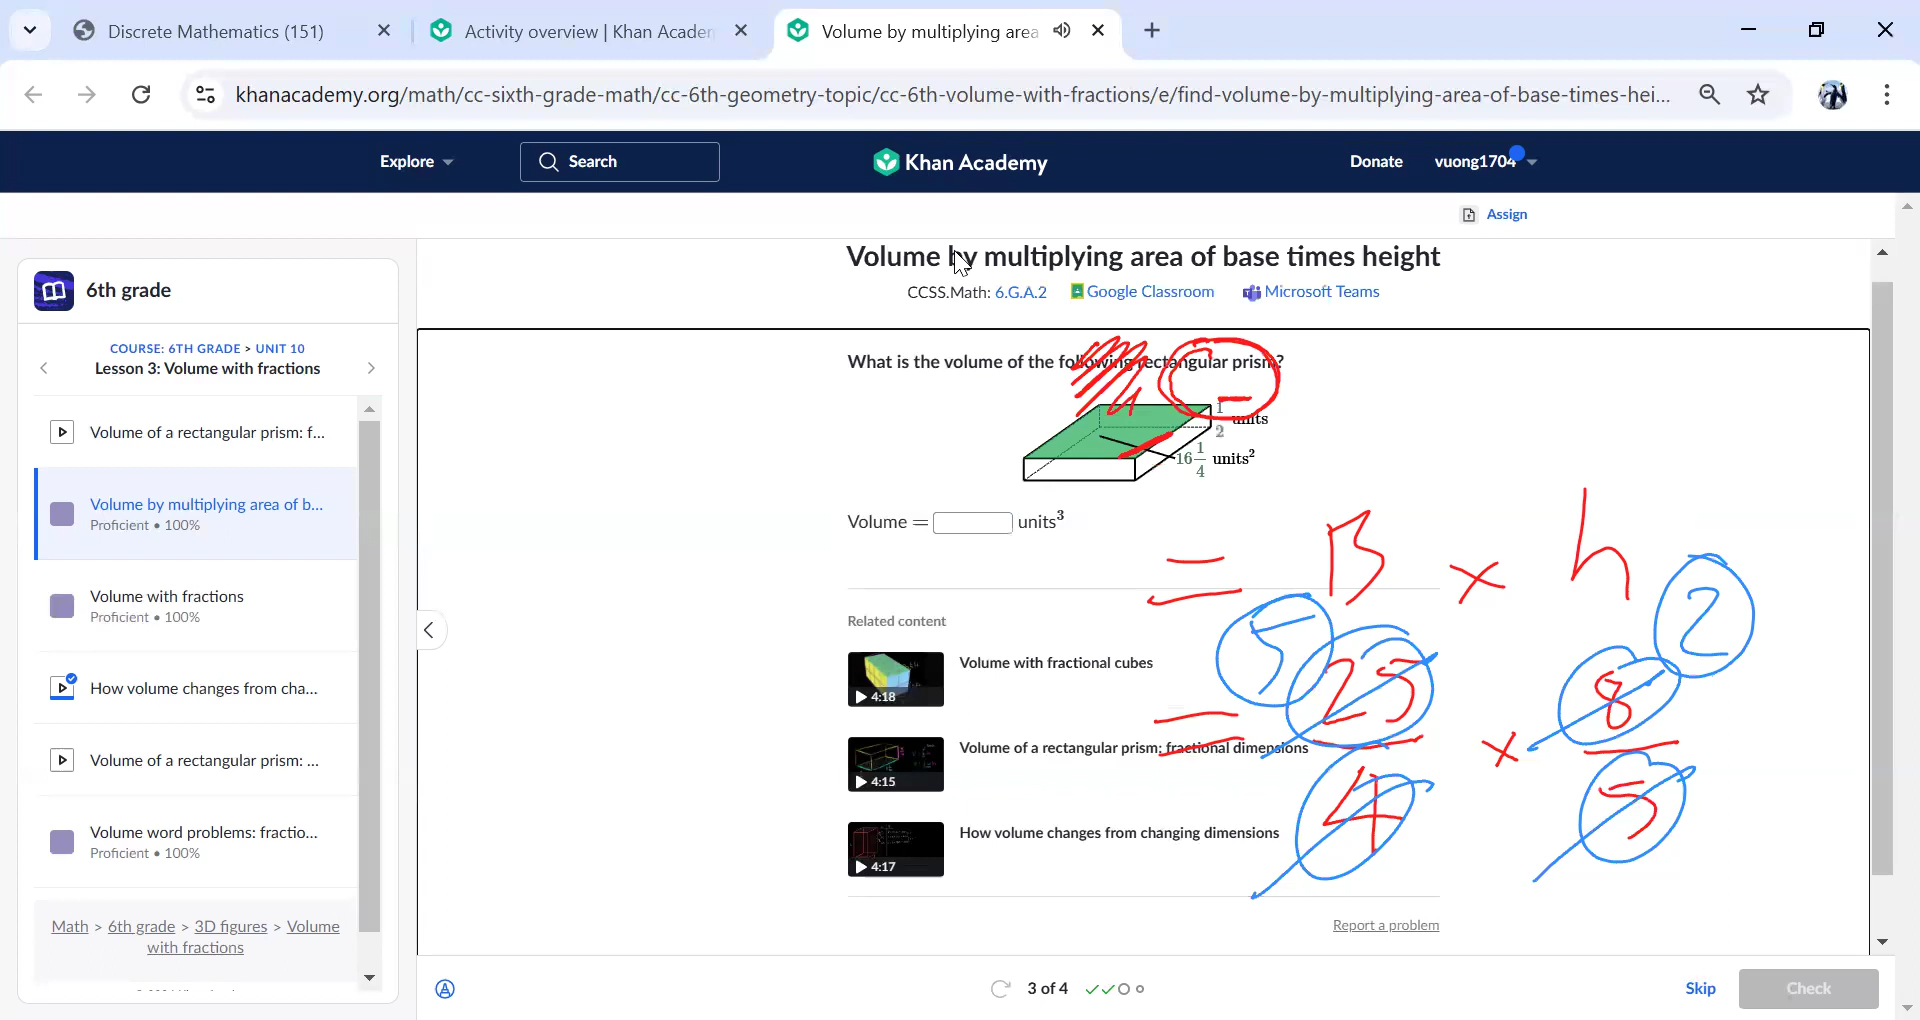 Discrete Mathematics (151)
Activity overview | Khan Acader
Volume by multiplying area
khanacademy.org/math/cc-sixth-grade-math/cc-6th-geometry-topic/cc-6th-volume-with-fractions/e/find-volume-by-multiplying-area-of-base-times-hei...
Explore
Search
Khan Academy
Donate
vuong1704
Assign
6th grade
COURSE: 6TH GRADE > UNIT 10
Lesson 3: Volume with fractions
Volume of a rectangular prism: f...
Volume by multiplying area of b...
Proficient • 100%
Volume with fractions
Proficient • 100%
How volume changes from cha...
Volume of a rectangular prism: ...
Volume word problems: fractio...
Proficient • 100%
Math > 6th grade > 3D figures > Volume
with fractions
Volume by multiplying area of base times height
CCSS.Math: 6.G.A.2 Google Classroom Microsoft Teams
What is the volume of the following rectangular prism?
1/2 units
16 1/4 units²
Volume = units³
= B × h
5 2
= 25/4 × 8/5
Related content
Volume with fractional cubes
4:18
Volume of a rectangular prism: fractional dimensions
4:15
How volume changes from changing dimensions
4:17
Report a problem
3 of 4
Skip
Check